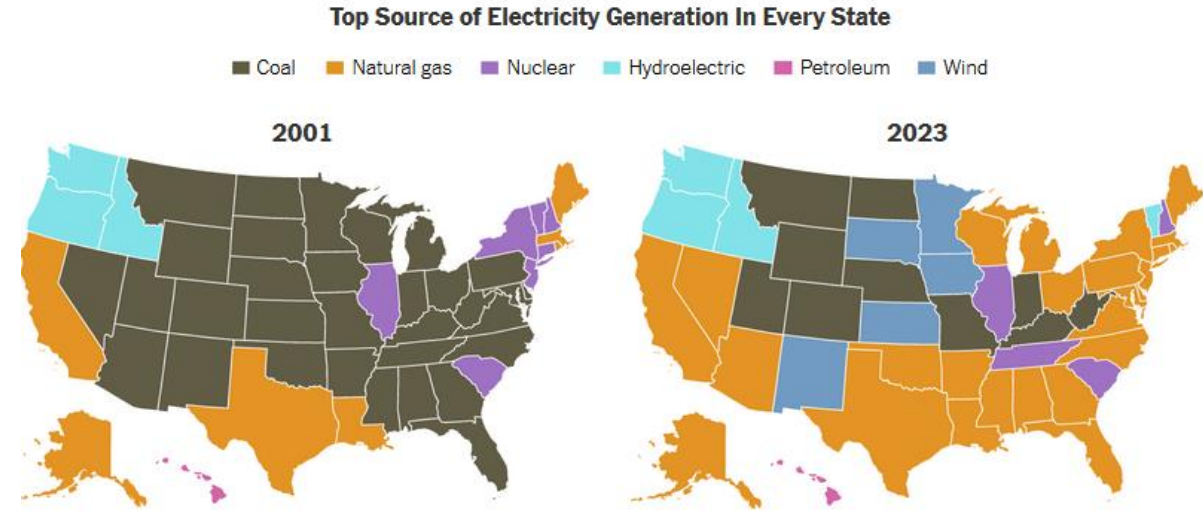 Top Source of Electricity Generation In Every State
Coal Natural gas Nuclear Hydroelectric Petroleum Wind
2001
2023